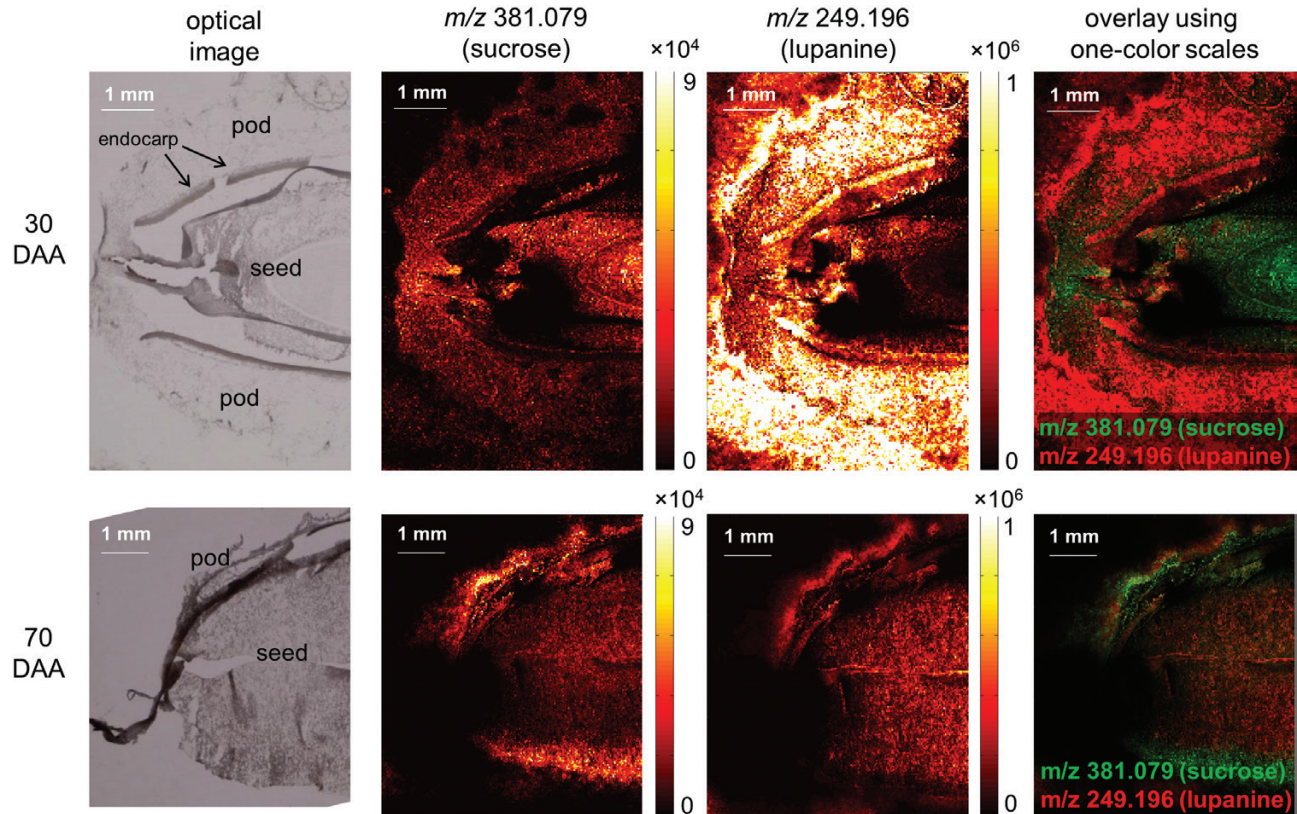 optical
image
m/z 381.079
(sucrose)
m/z 249.196
(lupanine)
overlay using
one-color scales
30
DAA
1 mm
pod
endocarp
seed
pod
1 mm
×10⁴
9
0
1 mm
×10⁶
1
0
1 mm
m/z 381.079 (sucrose)
m/z 249.196 (lupanine)
70
DAA
1 mm
pod
seed
1 mm
×10⁴
9
0
1 mm
×10⁶
1
0
1 mm
m/z 381.079 (sucrose)
m/z 249.196 (lupanine)